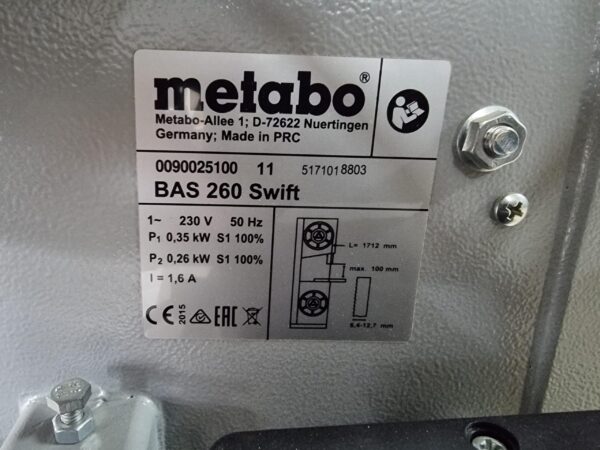 metabo®
Metabo-Allee 1; D-72622 Nuertingen
Germany; Made in PRC
0090025100 11 5171018803
BAS 260 Swift
1~ 230 V 50 Hz
P1 0,35 kW S1 100%
P2 0,26 kW S1 100%
I = 1,6 A
L= 1712 mm
max. 100 mm
6,4-12,7 mm
CE 2015 EAC